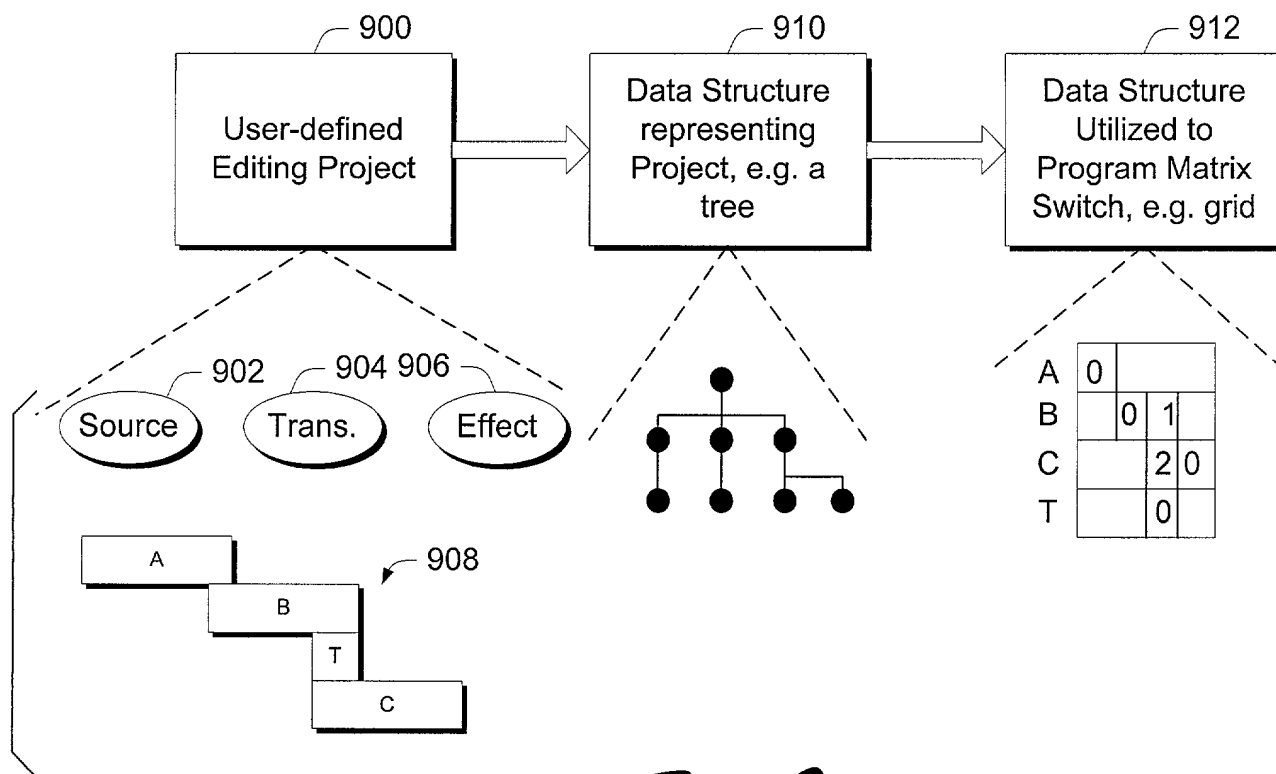 900
910
912
User-defined
Editing Project
Data Structure
representing
Project, e.g. a
tree
Data Structure
Utilized to
Program Matrix
Switch, e.g. grid
902
904
906
Source
Trans.
Effect
A
B
T
C
908
A 0
B 0 1
C 2 0
T 0